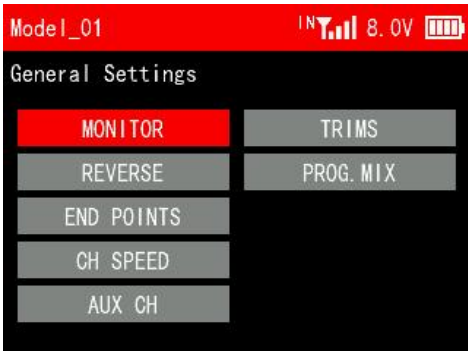 Model_01 IN 8.0V
General Settings
MONITOR TRIMS
REVERSE PROG.MIX
END POINTS
CH SPEED
AUX CH